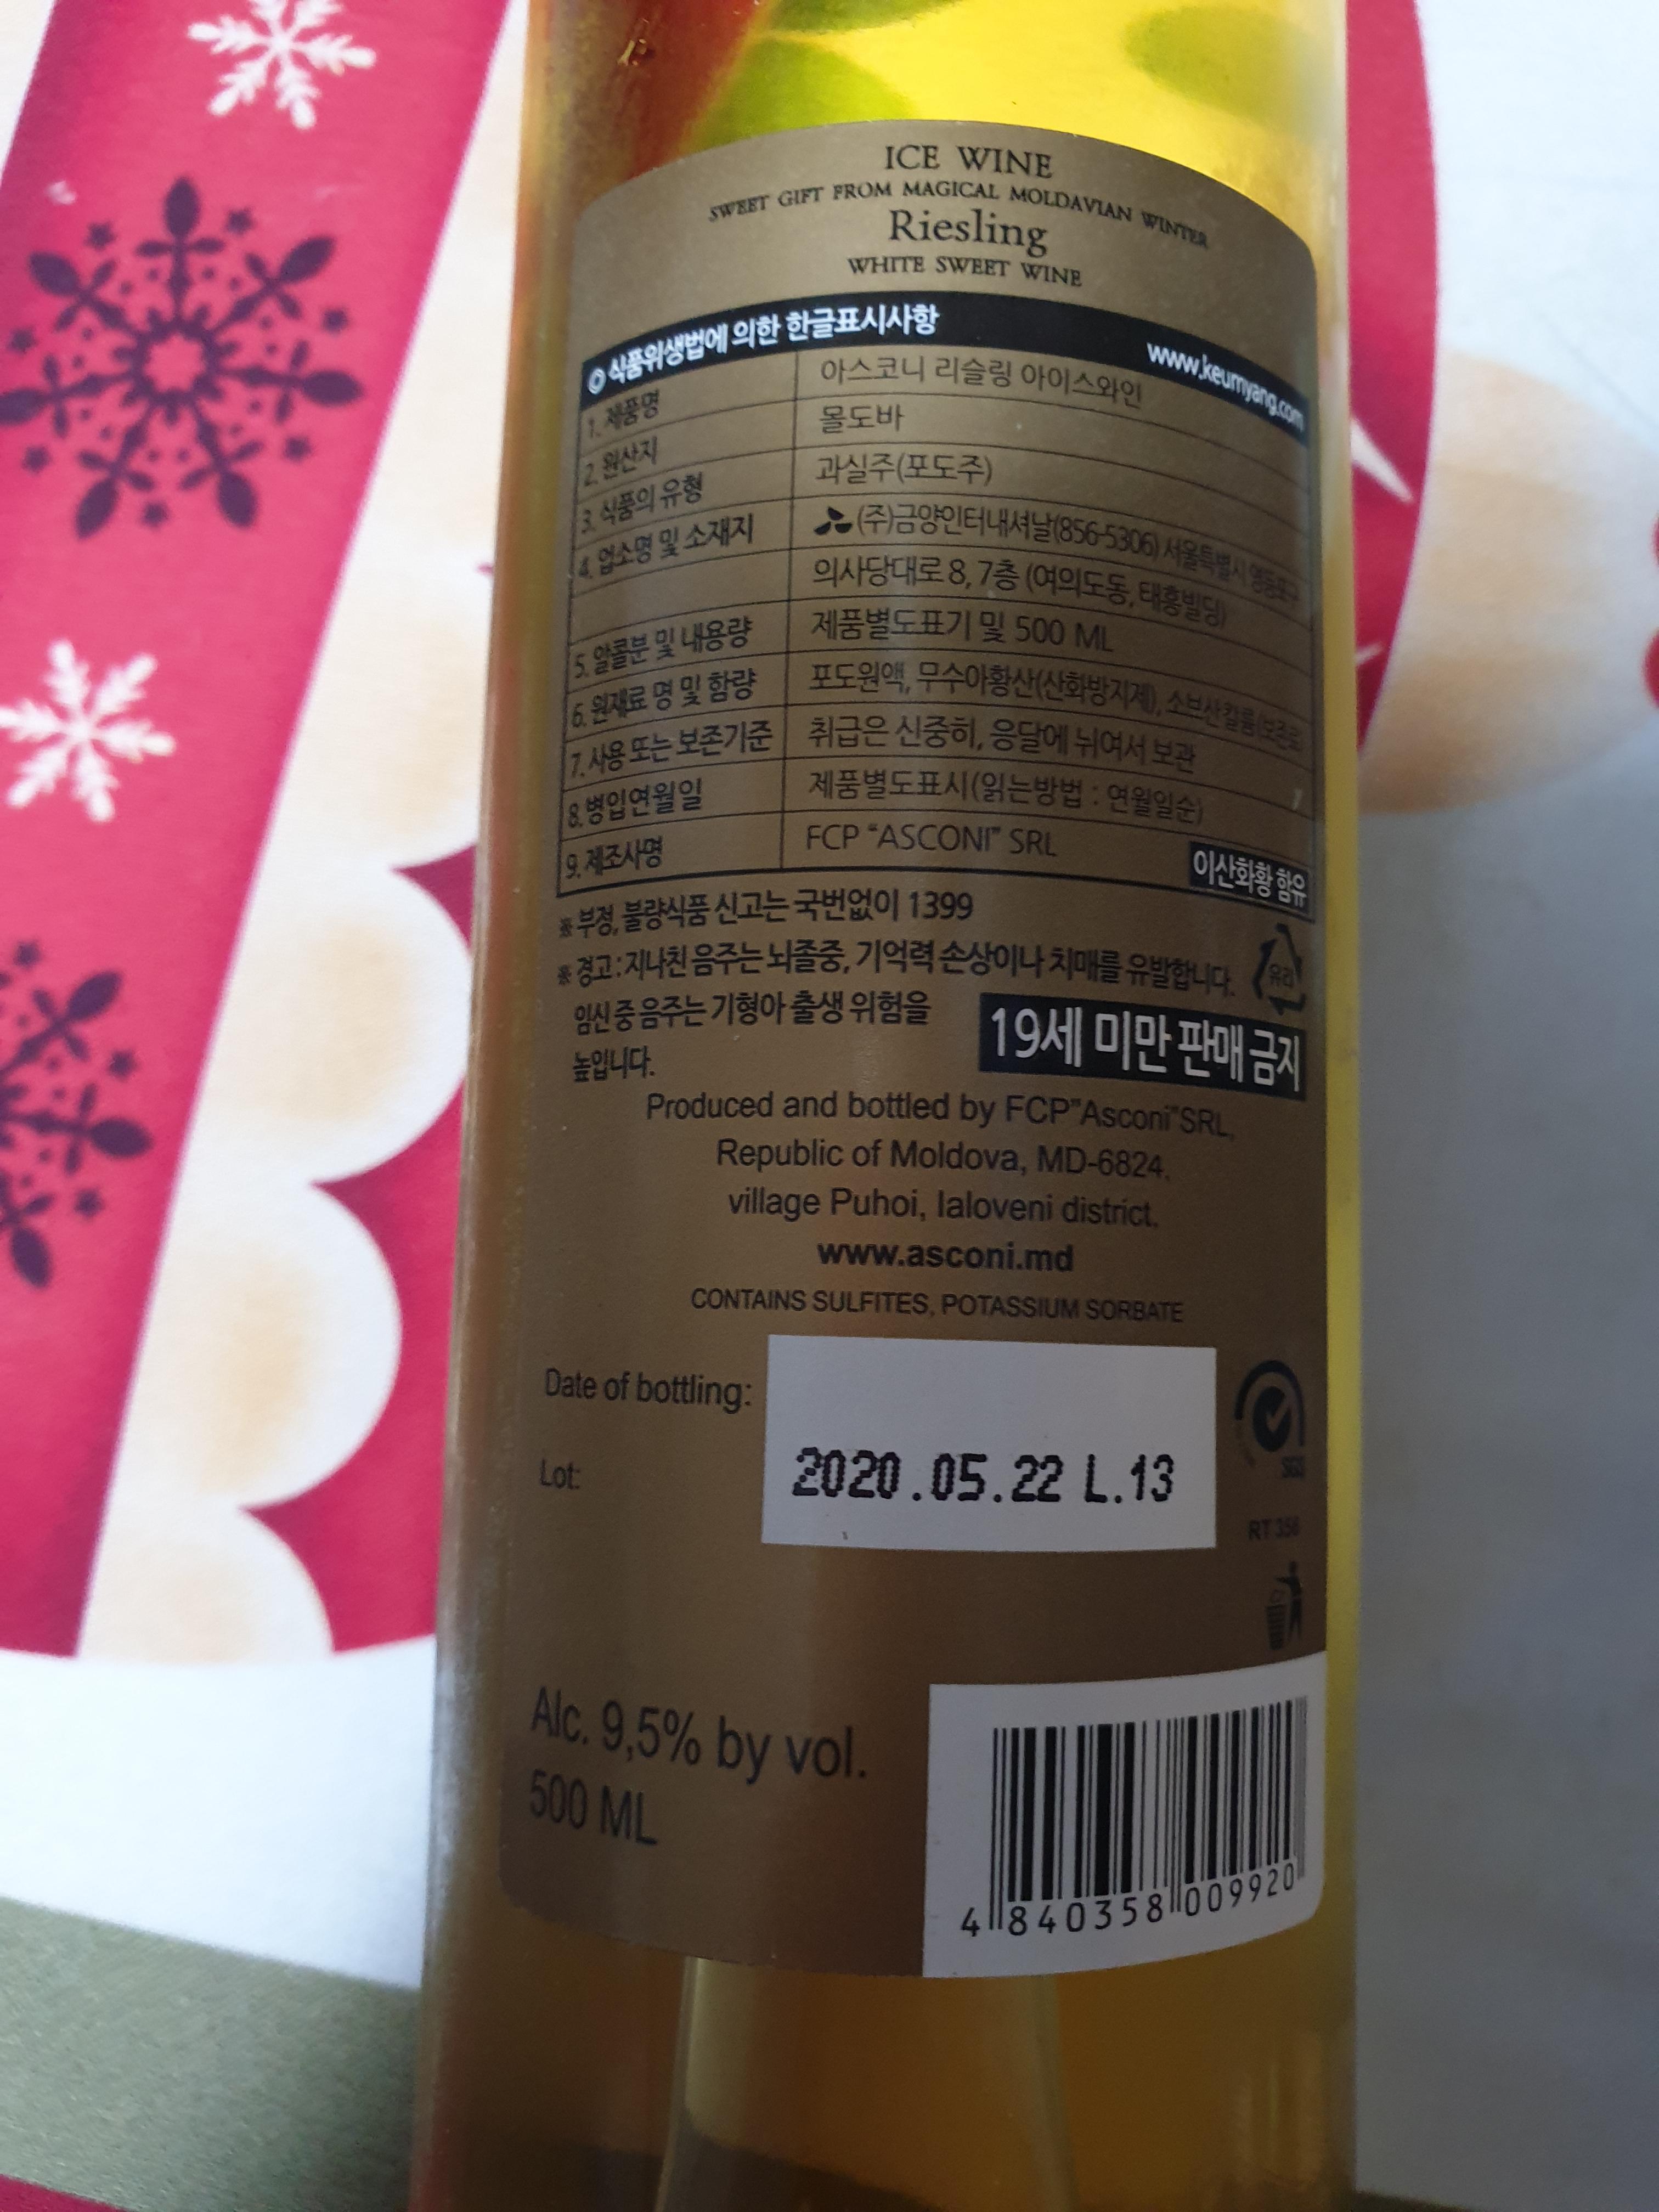 ICE WINE
SWEET GIFT FROM MAGICAL MOLDAVIAN WINTER
Riesling
WHITE SWEET WINE
◎ 식품위생법에 의한 한글표시사항 www.keumyang.com
1. 제품명 아스코니 리슬링 아이스와인
2. 원산지 몰도바
3. 식품의 유형 과실주(포도주)
4. 업소명 및 소재지 (주)금양인터내셔날(856-5306) 서울특별시 영등포구
의사당대로 8, 7층 (여의도동, 태흥빌딩)
5. 알콜분 및 내용량 제품별도표기 및 500 ML
6. 원재료 명 및 함량 포도원액, 무수아황산(산화방지제), 소브산칼륨(보존료)
7. 사용 또는 보존기준 취급은 신중히, 응달에 뉘여서 보관
8. 병입연월일 제품별도표시(읽는방법 : 연월일순)
9. 제조사명 FCP “ASCONI” SRL
이산화황 함유
※ 부정, 불량식품 신고는 국번없이 1399
※ 경고 : 지나친 음주는 뇌졸중, 기억력 손상이나 치매를 유발합니다.
유리
임신 중 음주는 기형아 출생 위험을
높입니다.
19세 미만 판매 금지
Produced and bottled by FCP"Asconi"SRL,
Republic of Moldova, MD-6824,
village Puhoi, Ialoveni district.
www.asconi.md
CONTAINS SULFITES, POTASSIUM SORBATE
Date of bottling:
Lot:
2020.05.22 L.13
SGS
RT 356
Alc. 9,5% by vol.
500 ML
4 840358 009920